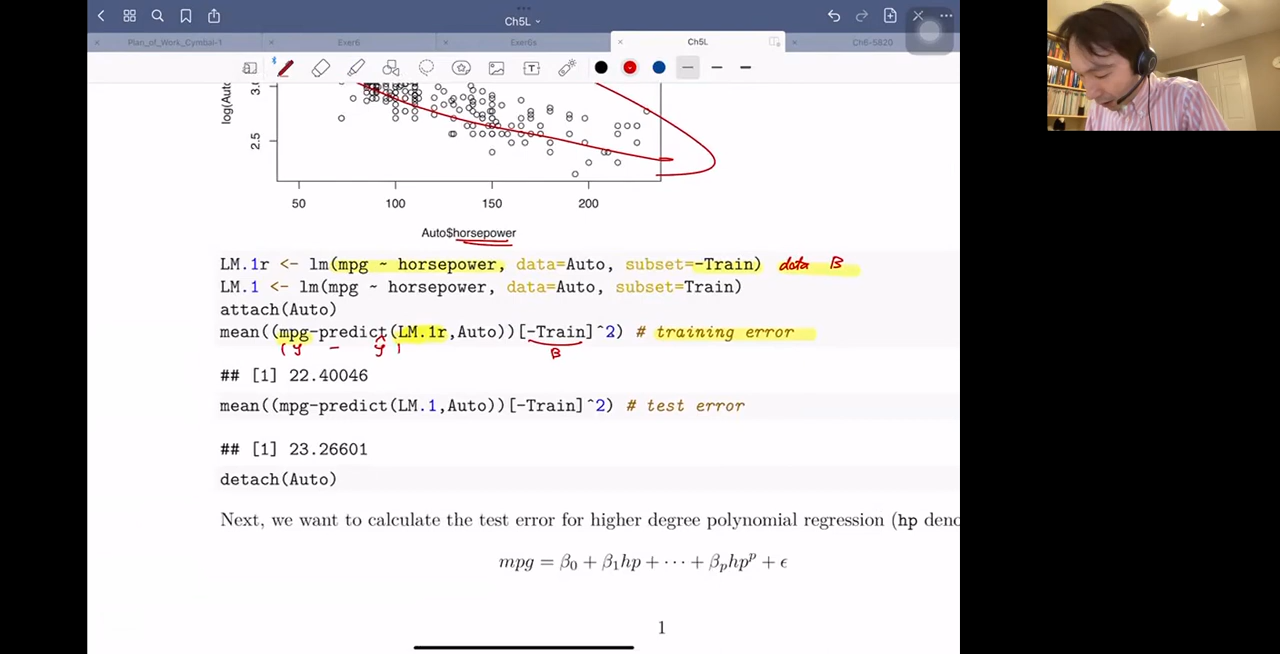 Ch5L
Plan_of_Work_Cymbal-1
Exer6
Exer6s
Ch5L
Ch6-5820
log(Auto
3.0
2.5
50 100 150 200
Auto$horsepower
LM.1r <- lm(mpg ~ horsepower, data=Auto, subset=-Train) data B
LM.1 <- lm(mpg ~ horsepower, data=Auto, subset=Train)
attach(Auto)
mean((mpg-predict(LM.1r,Auto))[-Train]^2) # training error
(y - ŷ) B
## [1] 22.40046
mean((mpg-predict(LM.1,Auto))[-Train]^2) # test error
## [1] 23.26601
detach(Auto)
Next, we want to calculate the test error for higher degree polynomial regression (hp deno
mpg = β₀ + β₁hp + ··· + βₚhpᵖ + ϵ
1